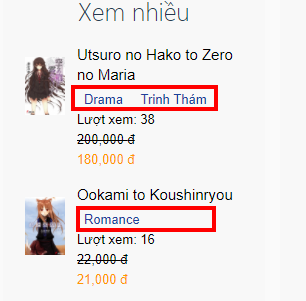 Xem nhiều
Utsuro no Hako to Zero
no Maria
Drama Trinh Thám
Lượt xem: 38
200,000 đ
180,000 đ
Ookami to Koushinryou
Romance
Lượt xem: 16
22,000 đ
21,000 đ